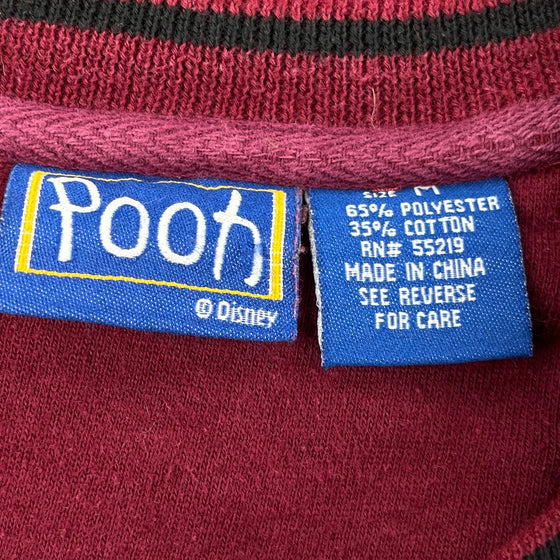 Pooh
© Disney
SIZE M
65% POLYESTER
35% COTTON
RN# 55219
MADE IN CHINA
SEE REVERSE
FOR CARE